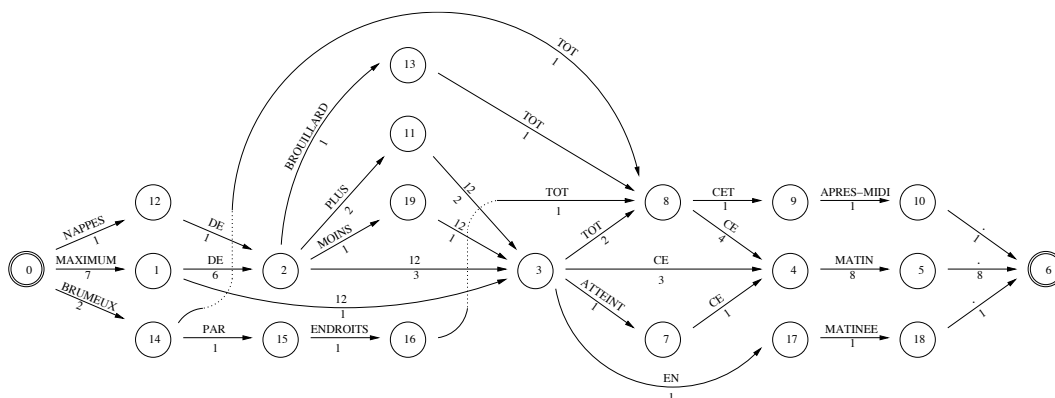 TOT
1
13
BROUILLARD
1
TOT
1
11
PLUS
2
12
2
12
19
MOINS
1
12
1
TOT
1
8
CET
1
9
APRES-MIDI
1
10
.
1
NAPPES
1
DE
1
TOT
2
CE
4
0
MAXIMUM
7
1
DE
6
2
12
3
3
CE
3
4
MATIN
8
5
.
8
6
12
1
BRUMEUX
2
14
PAR
1
15
ENDROITS
1
16
ATTEINT
1
7
CE
1
17
MATINEE
1
18
.
1
EN
1